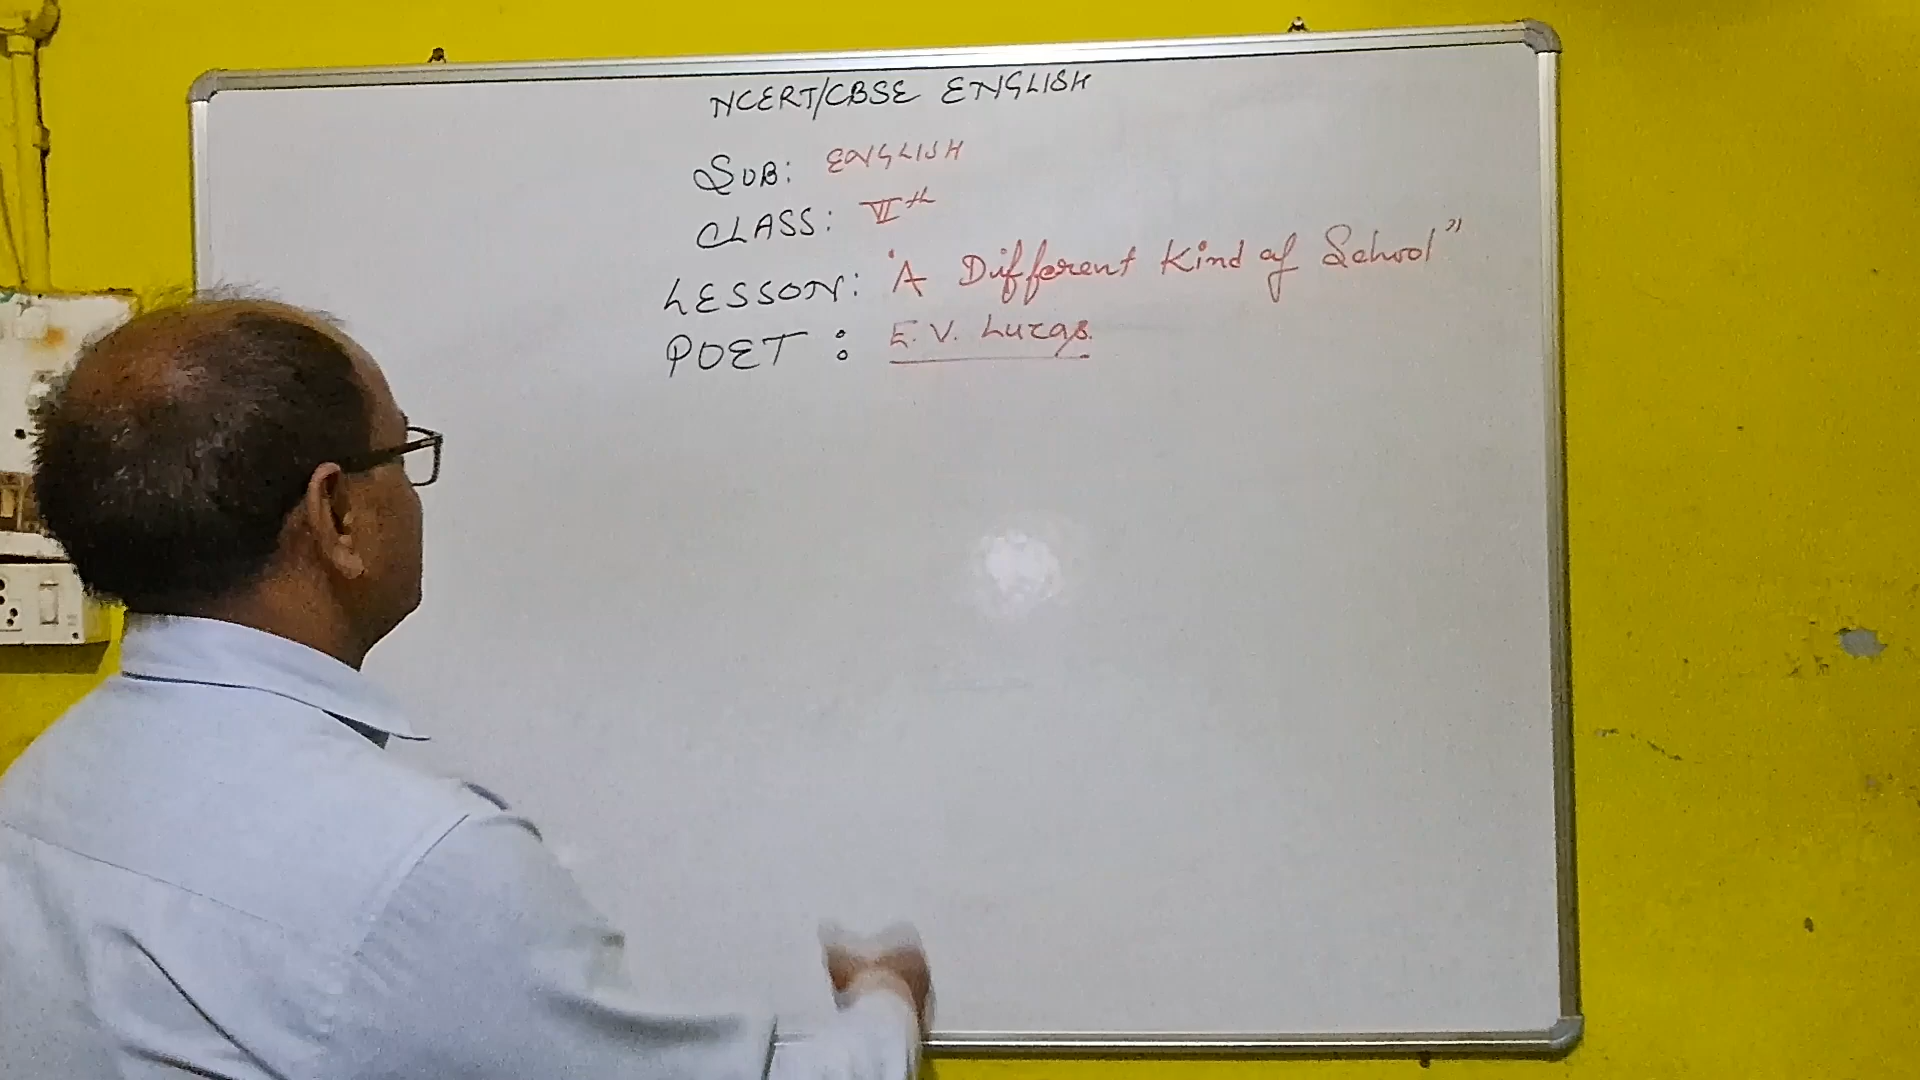 NCERT/CBSE ENGLISH
SUB: ENGLISH
CLASS: VIth
LESSON: "A Different Kind of School"
POET : E.V. Lucas.